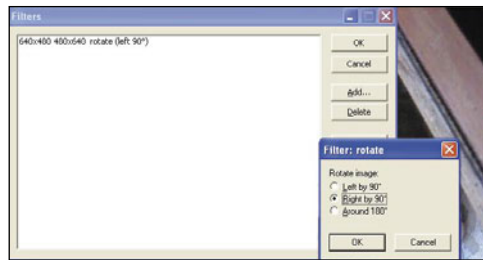 Filters
640x480 480x640 rotate (left 90°)
OK
Cancel
Add...
Delete
Filter: rotate
Rotate image:
Left by 90°
Right by 90°
Around 180°
OK
Cancel